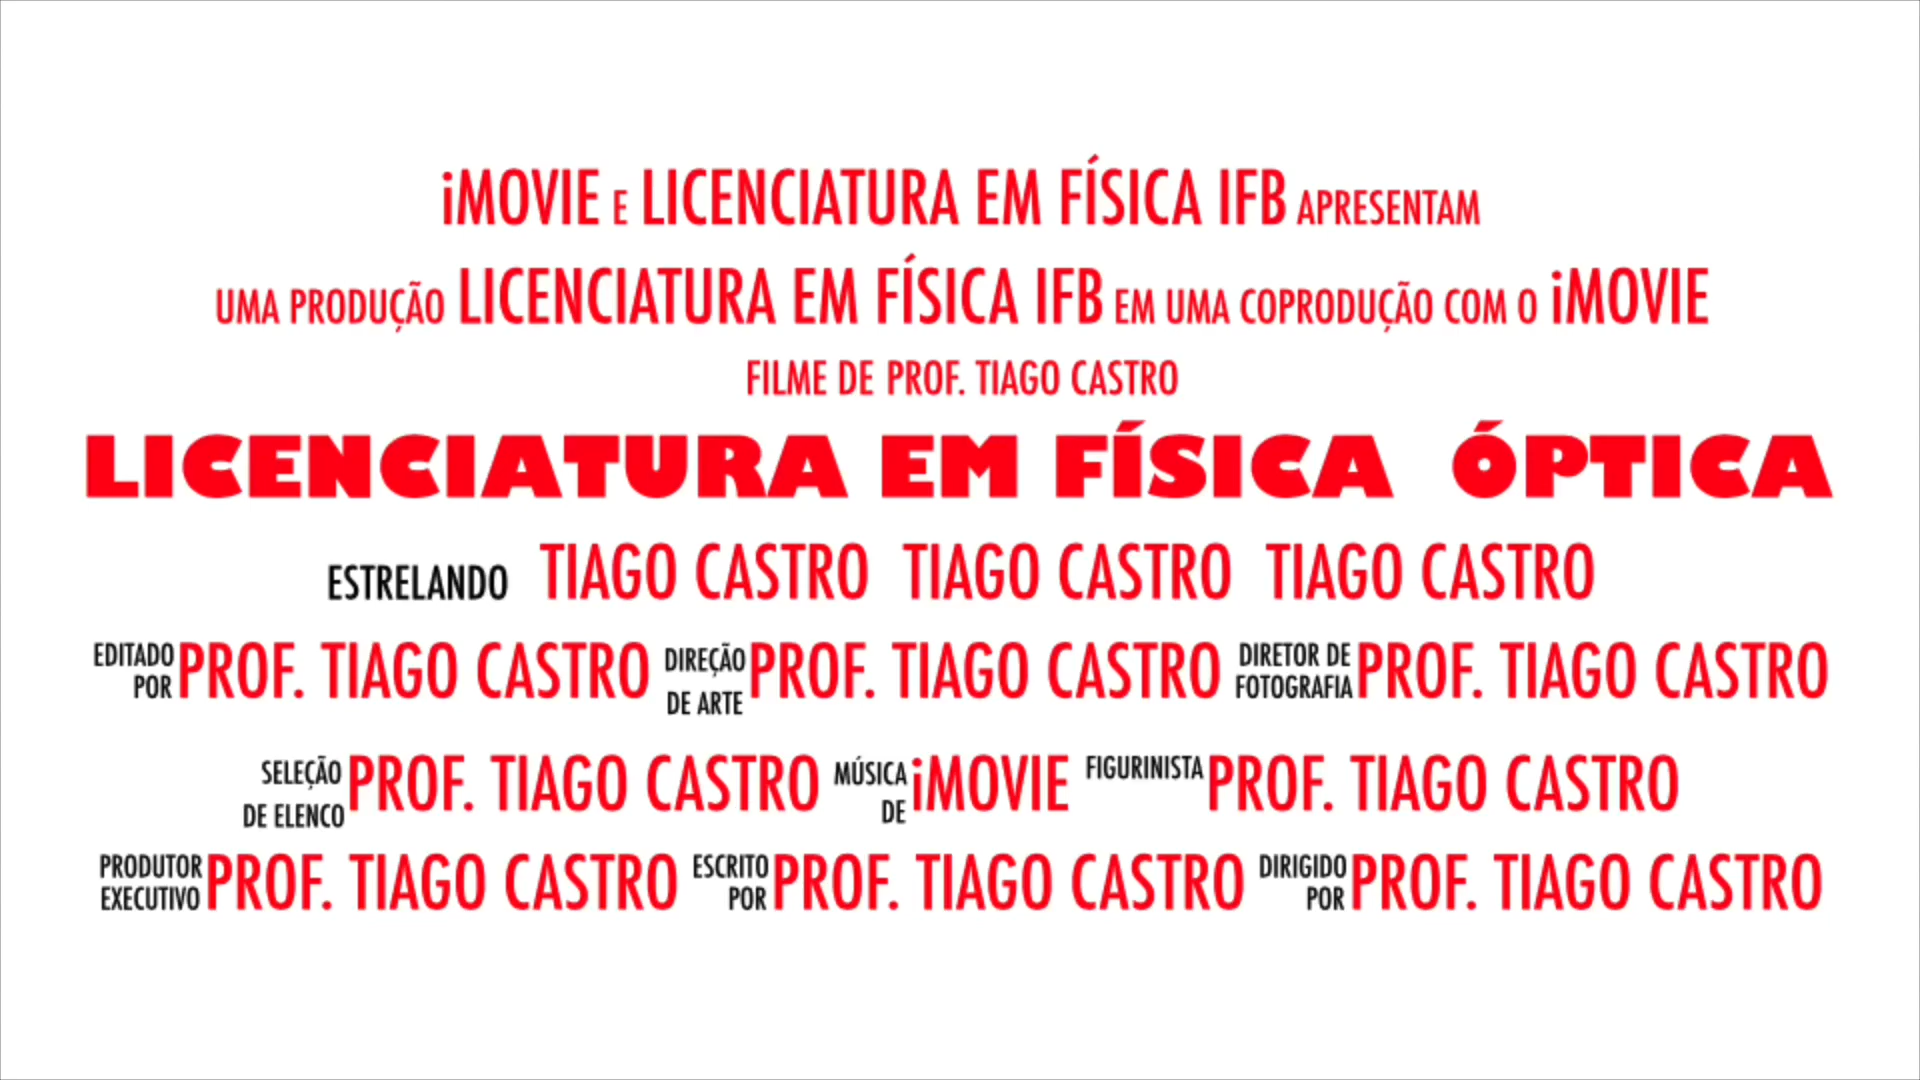 iMOVIE E LICENCIATURA EM FÍSICA IFB APRESENTAM
UMA PRODUÇÃO LICENCIATURA EM FÍSICA IFB EM UMA COPRODUÇÃO COM O iMOVIE
FILME DE PROF. TIAGO CASTRO
LICENCIATURA EM FÍSICA ÓPTICA
ESTRELANDO TIAGO CASTRO TIAGO CASTRO TIAGO CASTRO
EDITADO POR PROF. TIAGO CASTRO DIREÇÃO DE ARTE PROF. TIAGO CASTRO DIRETOR DE FOTOGRAFIA PROF. TIAGO CASTRO
SELEÇÃO DE ELENCO PROF. TIAGO CASTRO MÚSICA DE iMOVIE FIGURINISTA PROF. TIAGO CASTRO
PRODUTOR EXECUTIVO PROF. TIAGO CASTRO ESCRITO POR PROF. TIAGO CASTRO DIRIGIDO POR PROF. TIAGO CASTRO